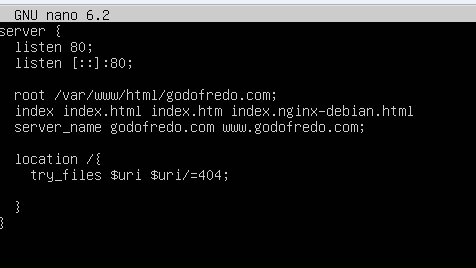 GNU nano 6.2
server {
listen 80;
listen [::]:80;
root /var/www/html/godofredo.com;
index index.html index.htm index.nginx-debian.html
server_name godofredo.com www.godofredo.com;
location /{
try_files $uri $uri/=404;
}
}